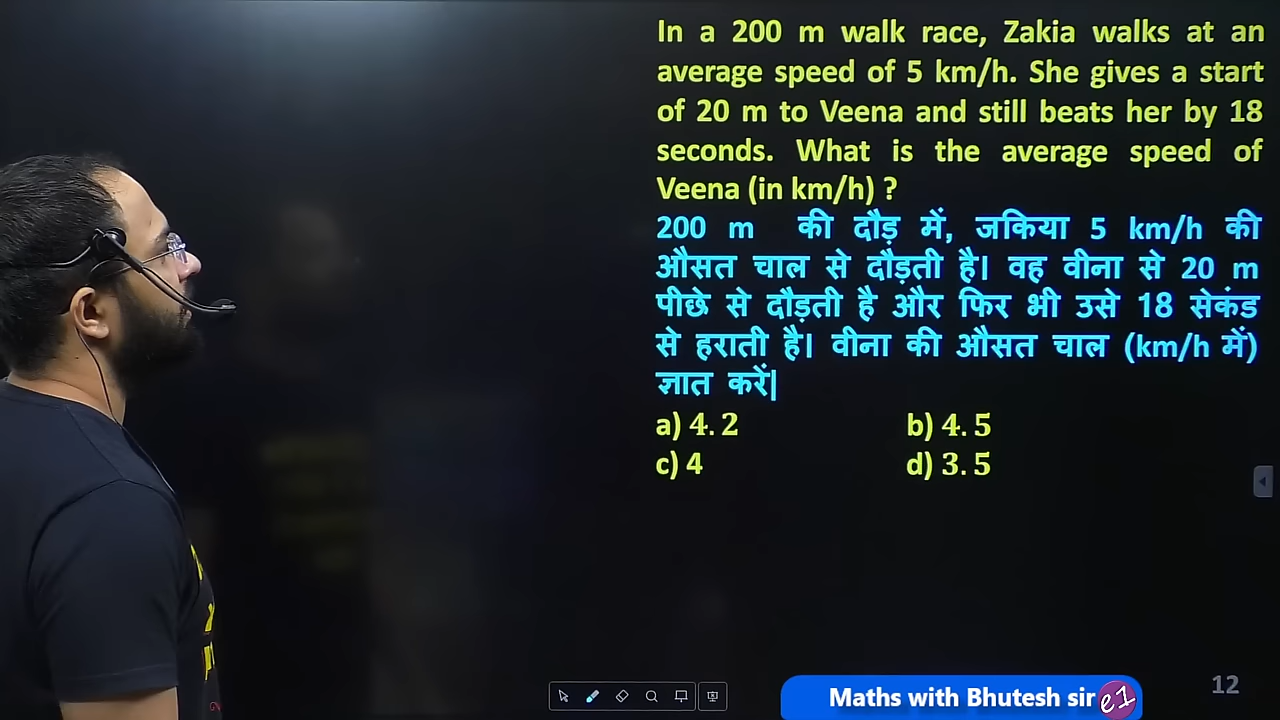 In a 200 m walk race, Zakia walks at an
average speed of 5 km/h. She gives a start
of 20 m to Veena and still beats her by 18
seconds. What is the average speed of
Veena (in km/h) ?
200 m की दौड़ में, जकिया 5 km/h की
औसत चाल से दौड़ती है। वह वीना से 20 m
पीछे से दौड़ती है और फिर भी उसे 18 सेकंड
से हराती है। वीना की औसत चाल (km/h में)
ज्ञात करें|
a) 4.2 b) 4.5
c) 4 d) 3.5
Maths with Bhutesh sir e1
12